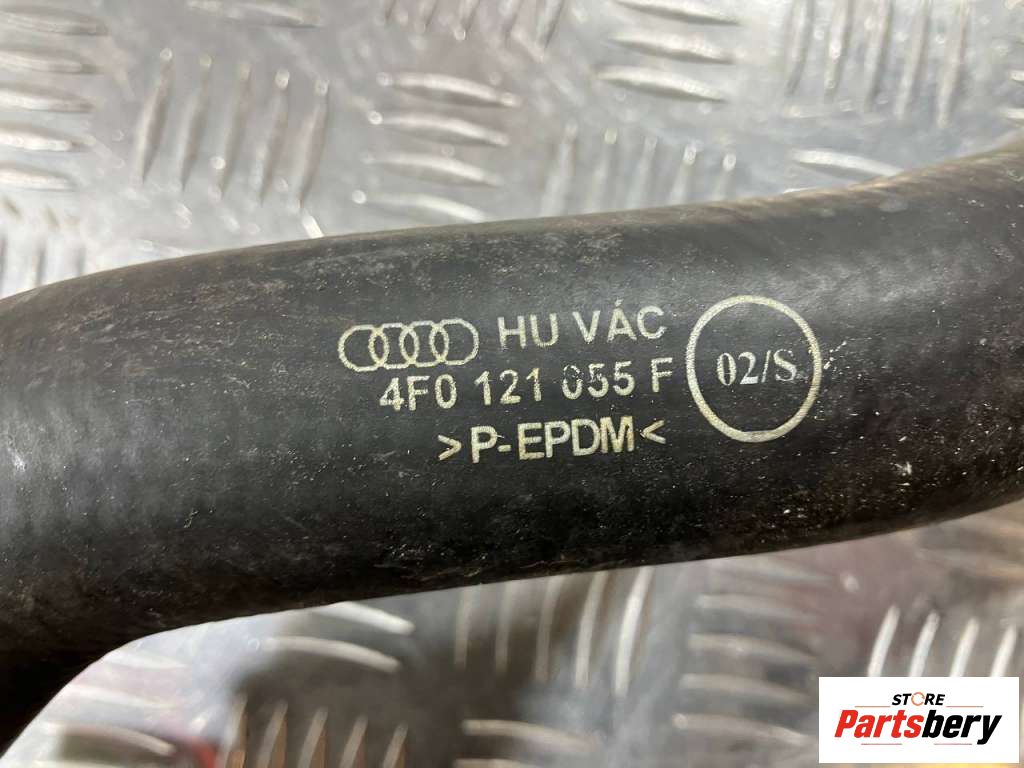 HU VÁC
4F0 121 055 F
>P-EPDM<
02/S
STORE
Partsbery